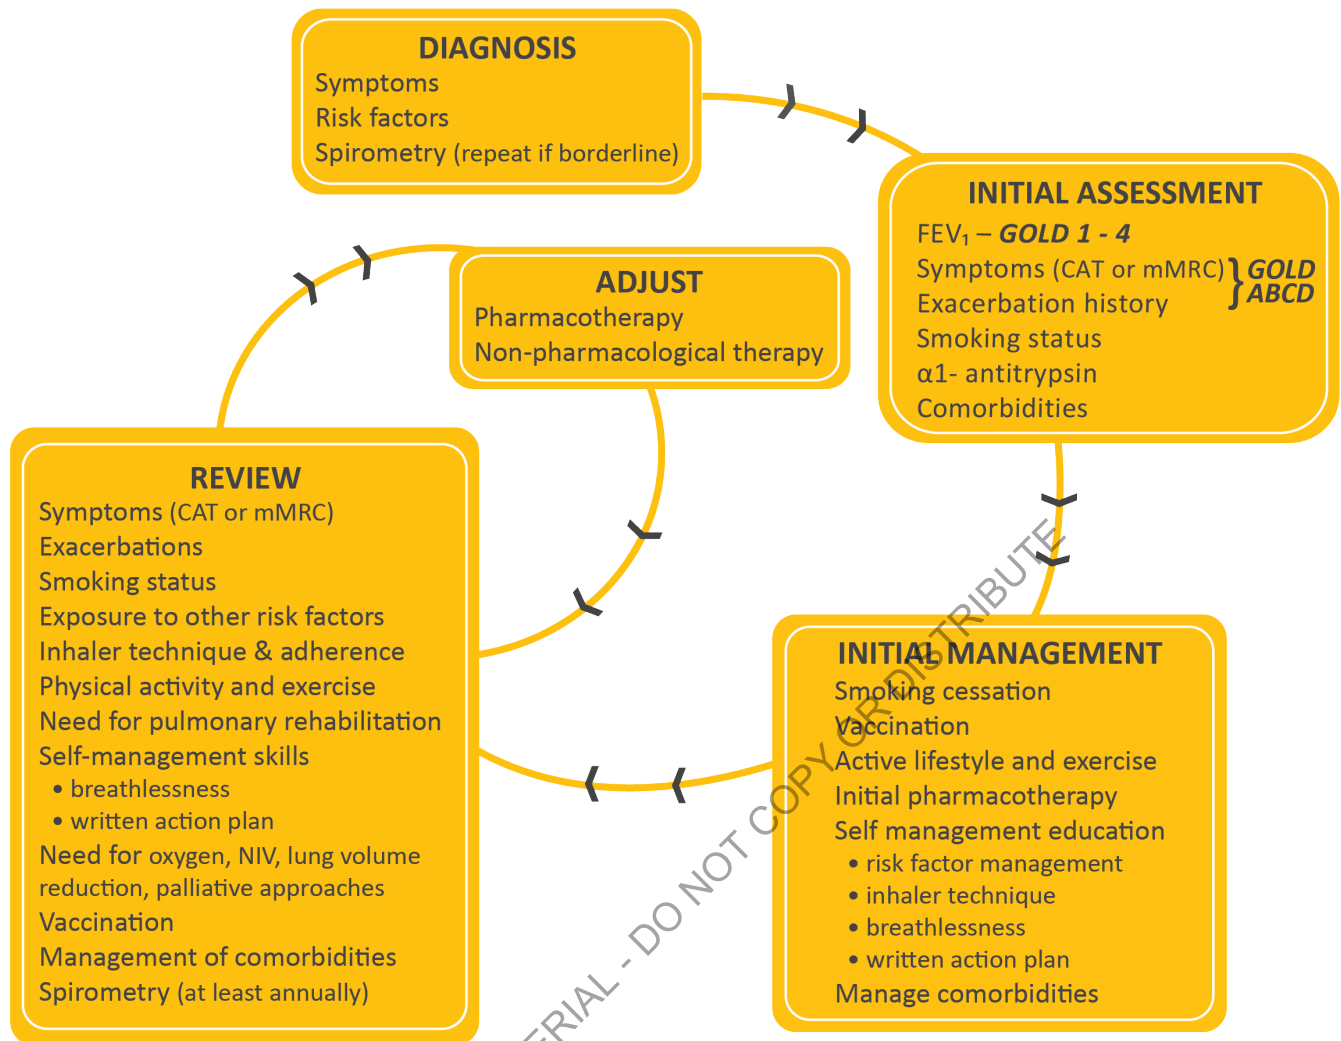 DIAGNOSIS
Symptoms
Risk factors
Spirometry (repeat if borderline)
INITIAL ASSESSMENT
FEV₁ – GOLD 1 - 4
Symptoms (CAT or mMRC)
Exacerbation history
} GOLD
ABCD
Smoking status
α1- antitrypsin
Comorbidities
ADJUST
Pharmacotherapy
Non-pharmacological therapy
REVIEW
Symptoms (CAT or mMRC)
Exacerbations
Smoking status
Exposure to other risk factors
Inhaler technique & adherence
Physical activity and exercise
Need for pulmonary rehabilitation
Self-management skills
• breathlessness
• written action plan
Need for oxygen, NIV, lung volume
reduction, palliative approaches
Vaccination
Management of comorbidities
Spirometry (at least annually)
INITIAL MANAGEMENT
Smoking cessation
Vaccination
Active lifestyle and exercise
Initial pharmacotherapy
Self management education
• risk factor management
• inhaler technique
• breathlessness
• written action plan
Manage comorbidities
- DO NOT COPY OR DISTRIBUTE